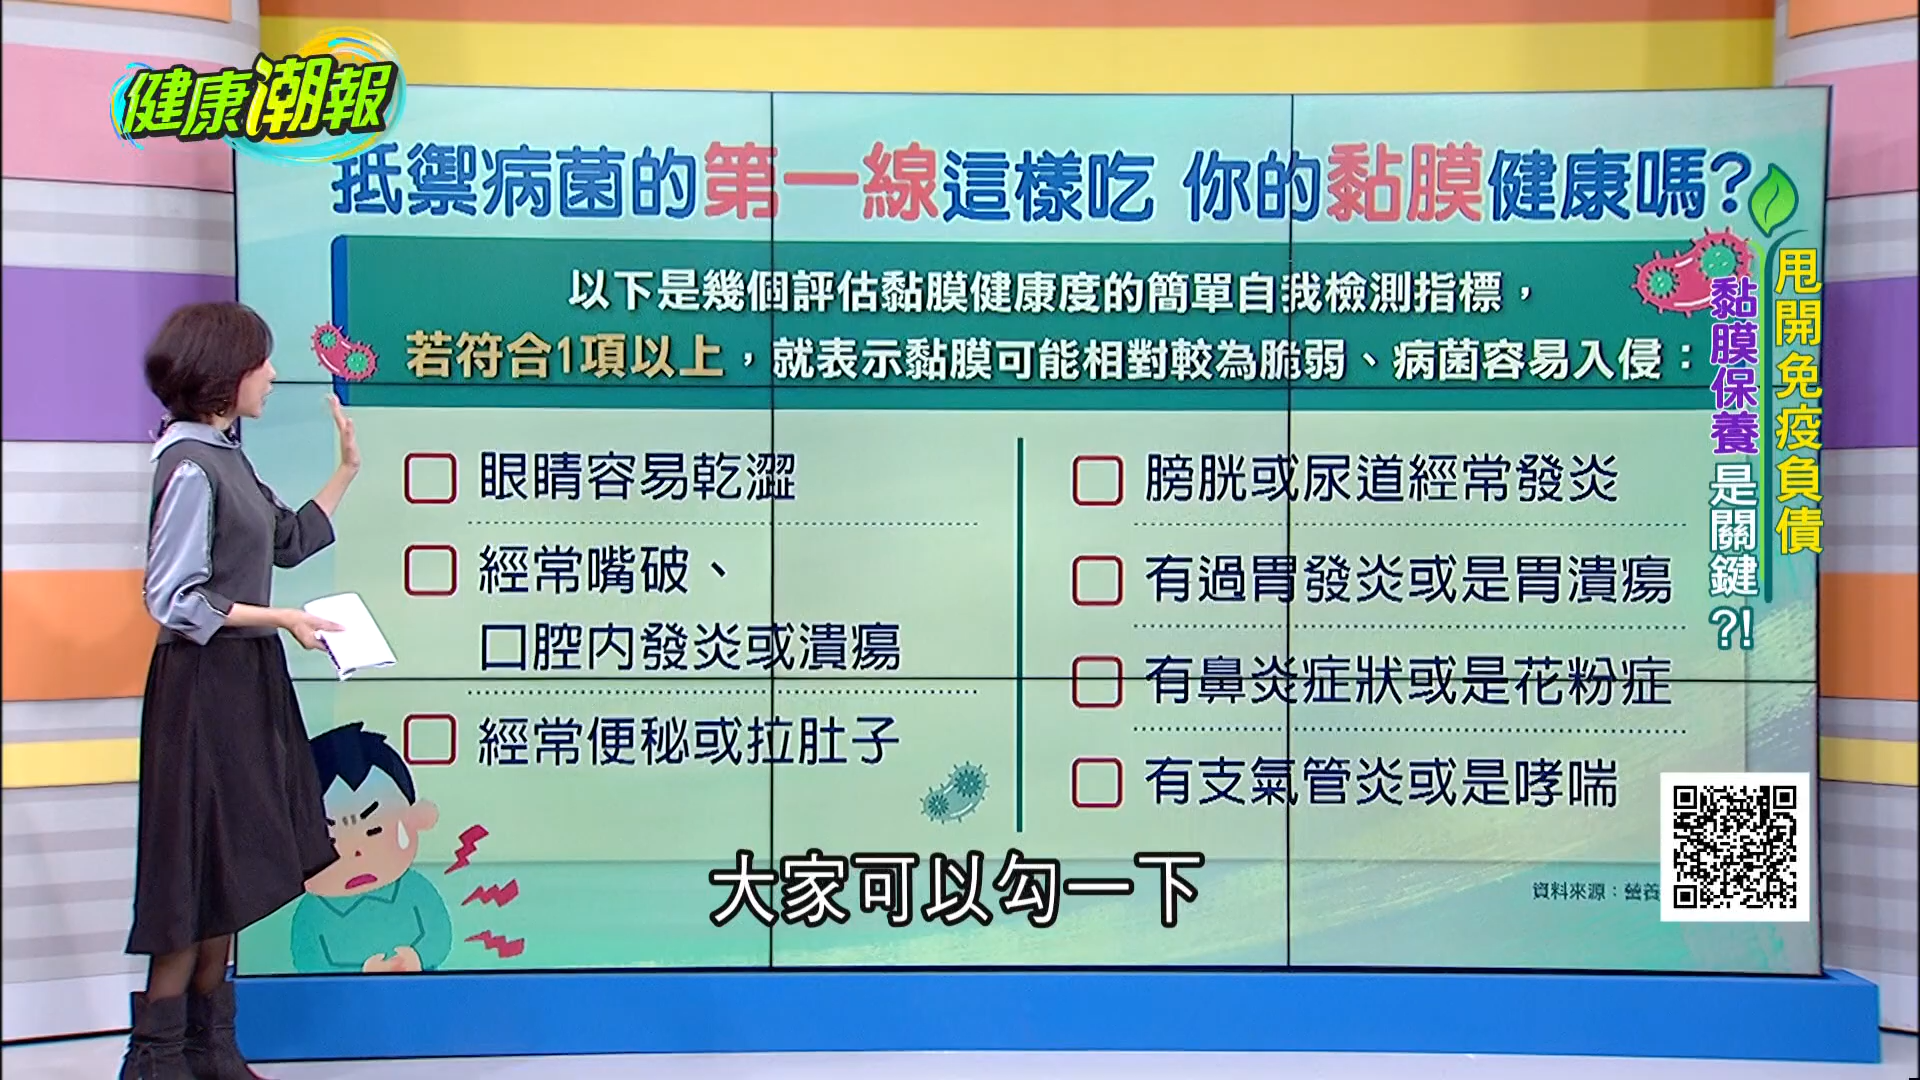 健康潮報
抵禦病菌的第一線這樣吃 你的黏膜健康嗎?
以下是幾個評估黏膜健康度的簡單自我檢測指標，
若符合1項以上，就表示黏膜可能相對較為脆弱、病菌容易入侵：
眼睛容易乾澀
經常嘴破、
口腔內發炎或潰瘍
經常便秘或拉肚子
膀胱或尿道經常發炎
有過胃發炎或是胃潰瘍
有鼻炎症狀或是花粉症
有支氣管炎或是哮喘
資料來源：營養
甩開免疫負債
黏膜保養是關鍵?!
大家可以勾一下